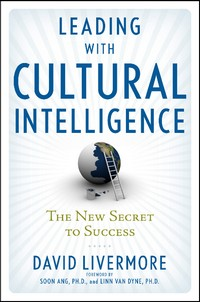 LEADING
WITH
CULTURAL
INTELLIGENCE
THE NEW SECRET
TO SUCCESS
DAVID LIVERMORE
FOREWORD BY
SOON ANG, PH.D., AND LINN VAN DYNE, PH.D.